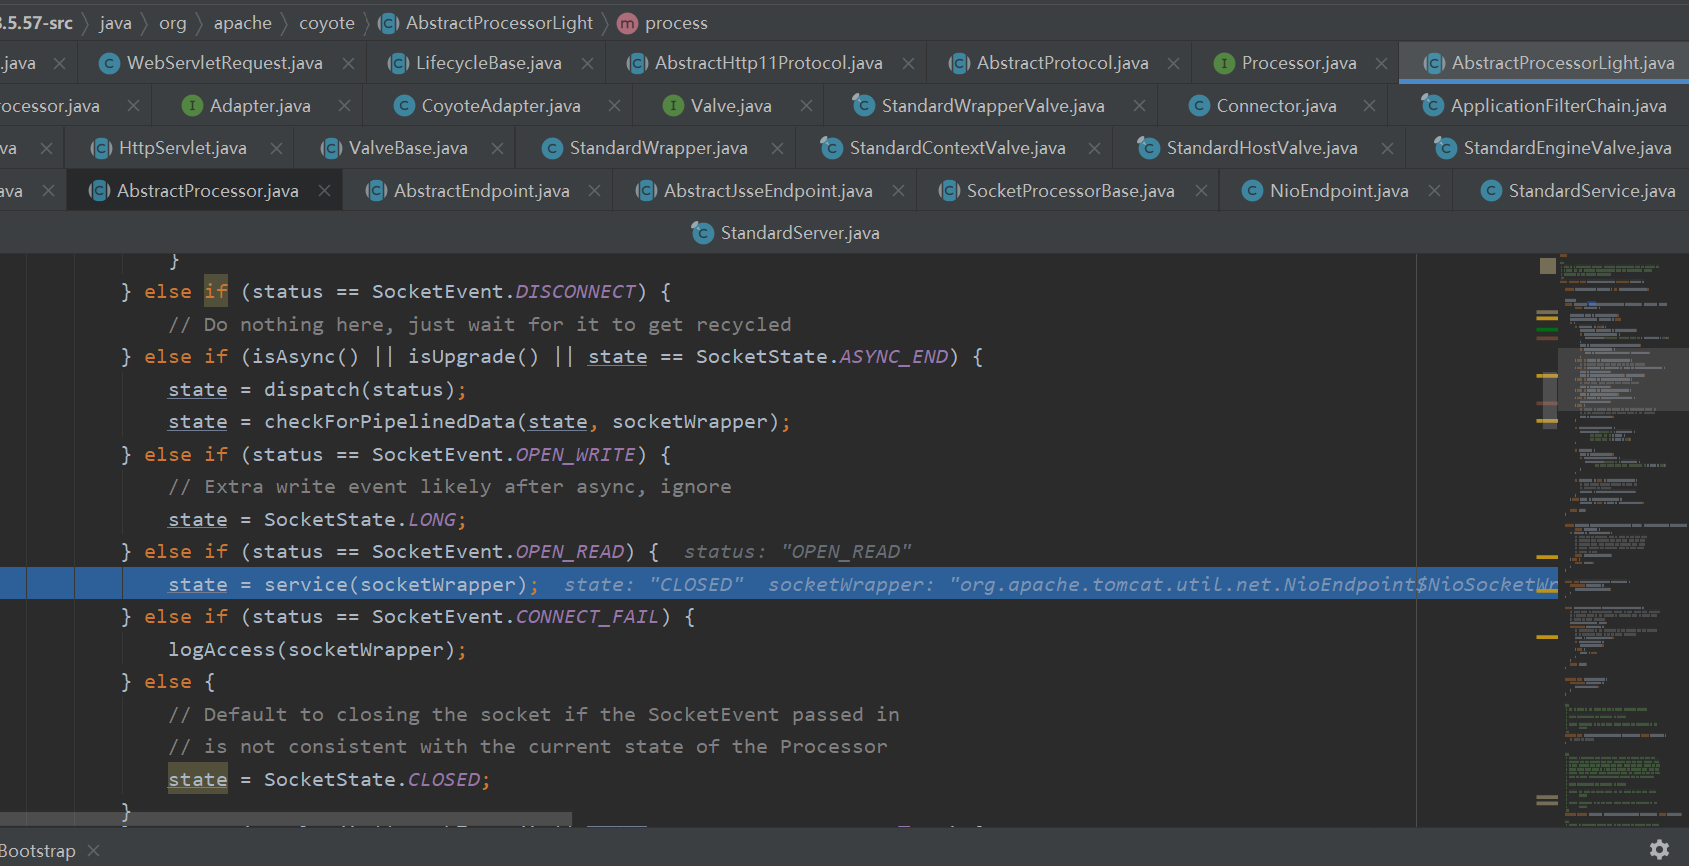 8.5.57-src java org apache coyote AbstractProcessorLight process
.java WebServletRequest.java LifecycleBase.java AbstractHttp11Protocol.java AbstractProtocol.java Processor.java AbstractProcessorLight.java
ocessor.java Adapter.java CoyoteAdapter.java Valve.java StandardWrapperValve.java Connector.java ApplicationFilterChain.java
va HttpServlet.java ValveBase.java StandardWrapper.java StandardContextValve.java StandardHostValve.java StandardEngineValve.java
ava AbstractProcessor.java AbstractEndpoint.java AbstractJsseEndpoint.java SocketProcessorBase.java NioEndpoint.java StandardService.java
StandardServer.java
}
} else if (status == SocketEvent.DISCONNECT) {
// Do nothing here, just wait for it to get recycled
} else if (isAsync() || isUpgrade() || state == SocketState.ASYNC_END) {
state = dispatch(status);
state = checkForPipelinedData(state, socketWrapper);
} else if (status == SocketEvent.OPEN_WRITE) {
// Extra write event likely after async, ignore
state = SocketState.LONG;
} else if (status == SocketEvent.OPEN_READ) { status: "OPEN_READ"
state = service(socketWrapper); state: "CLOSED" socketWrapper: "org.apache.tomcat.util.net.NioEndpoint$NioSocketWr
} else if (status == SocketEvent.CONNECT_FAIL) {
logAccess(socketWrapper);
} else {
// Default to closing the socket if the SocketEvent passed in
// is not consistent with the current state of the Processor
state = SocketState.CLOSED;
}
Bootstrap